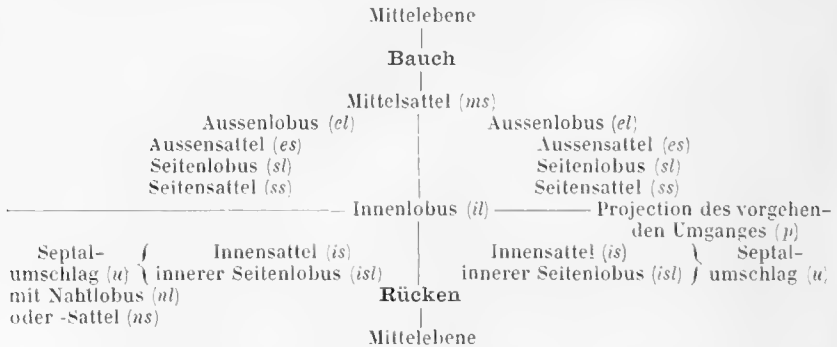 Mittelebene
Bauch
Mittelsattel (ms)
Aussenlobus (el) Aussenlobus (el)
Aussensattel (es) Aussensattel (es)
Seitenlobus (sl) Seitenlobus (sl)
Seitensattel (ss) Seitensattel (ss)
Innenlobus (il) Projection des vorgehen-
den Umganges (p)
Septal- Innensattel (is) Innensattel (is) Septal-
umschlag (u) innerer Seitenlobus (isl) innerer Seitenlobus (isl) umschlag (u)
mit Nahtlobus (nl) Rücken
oder -Sattel (ns)
Mittelebene